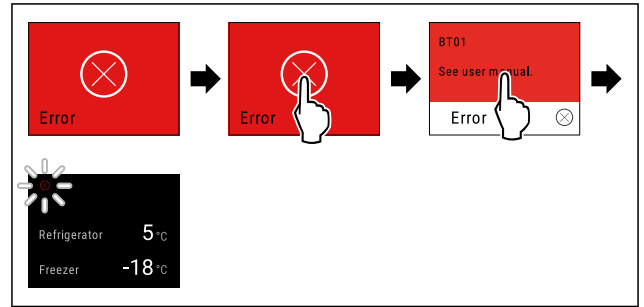 Error
Error
BT01
See user manual.
Error
Refrigerator 5 °C
Freezer -18 °C